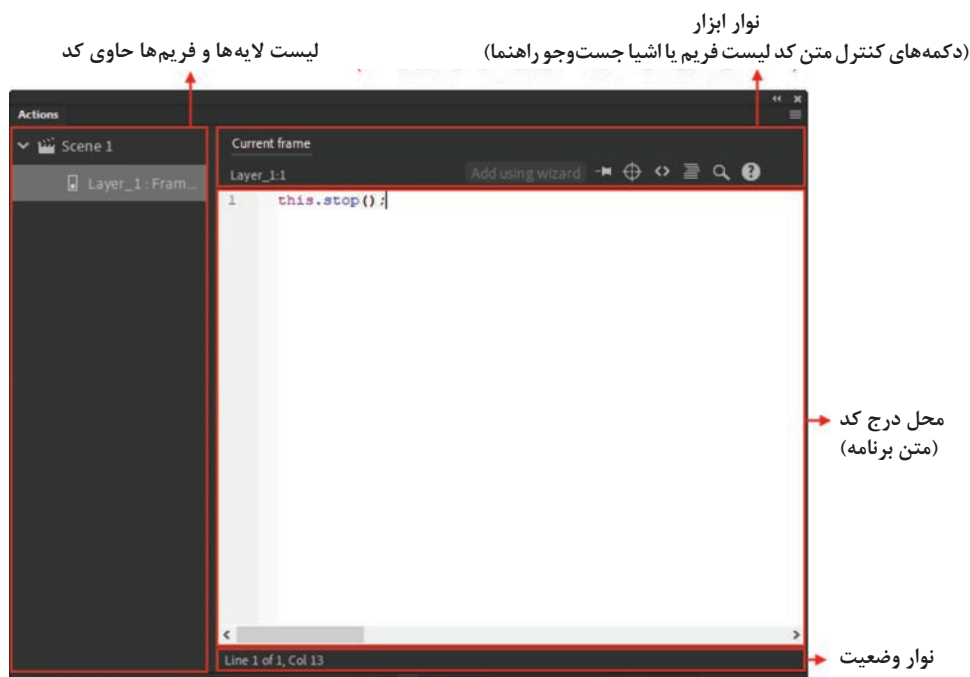 نوار ابزار
(دکمه‌های کنترل متن کد لیست فریم یا اشیا جست‌وجو راهنما)
لیست لایه‌ها و فریم‌ها حاوی کد
Actions
Scene 1
Layer_1 : Fram...
Current frame
Layer_1:1
Add using wizard
1 this.stop();
محل درج کد
(متن برنامه)
Line 1 of 1, Col 13
نوار وضعیت